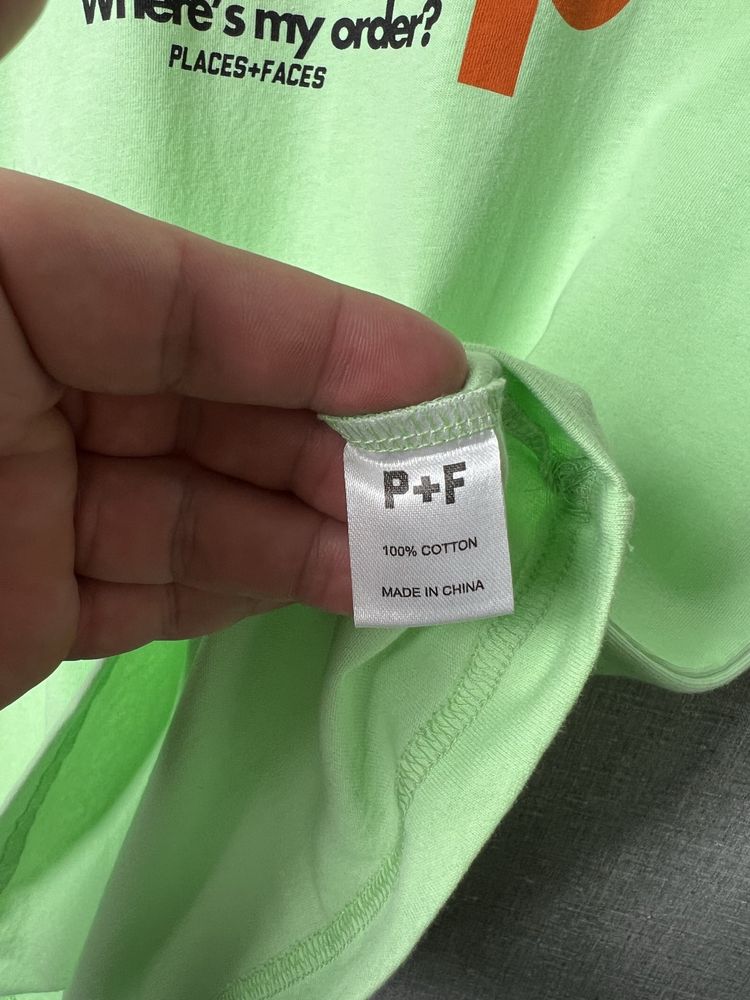 Where's my order?
PLACES+FACES
P+F
100% COTTON
MADE IN CHINA